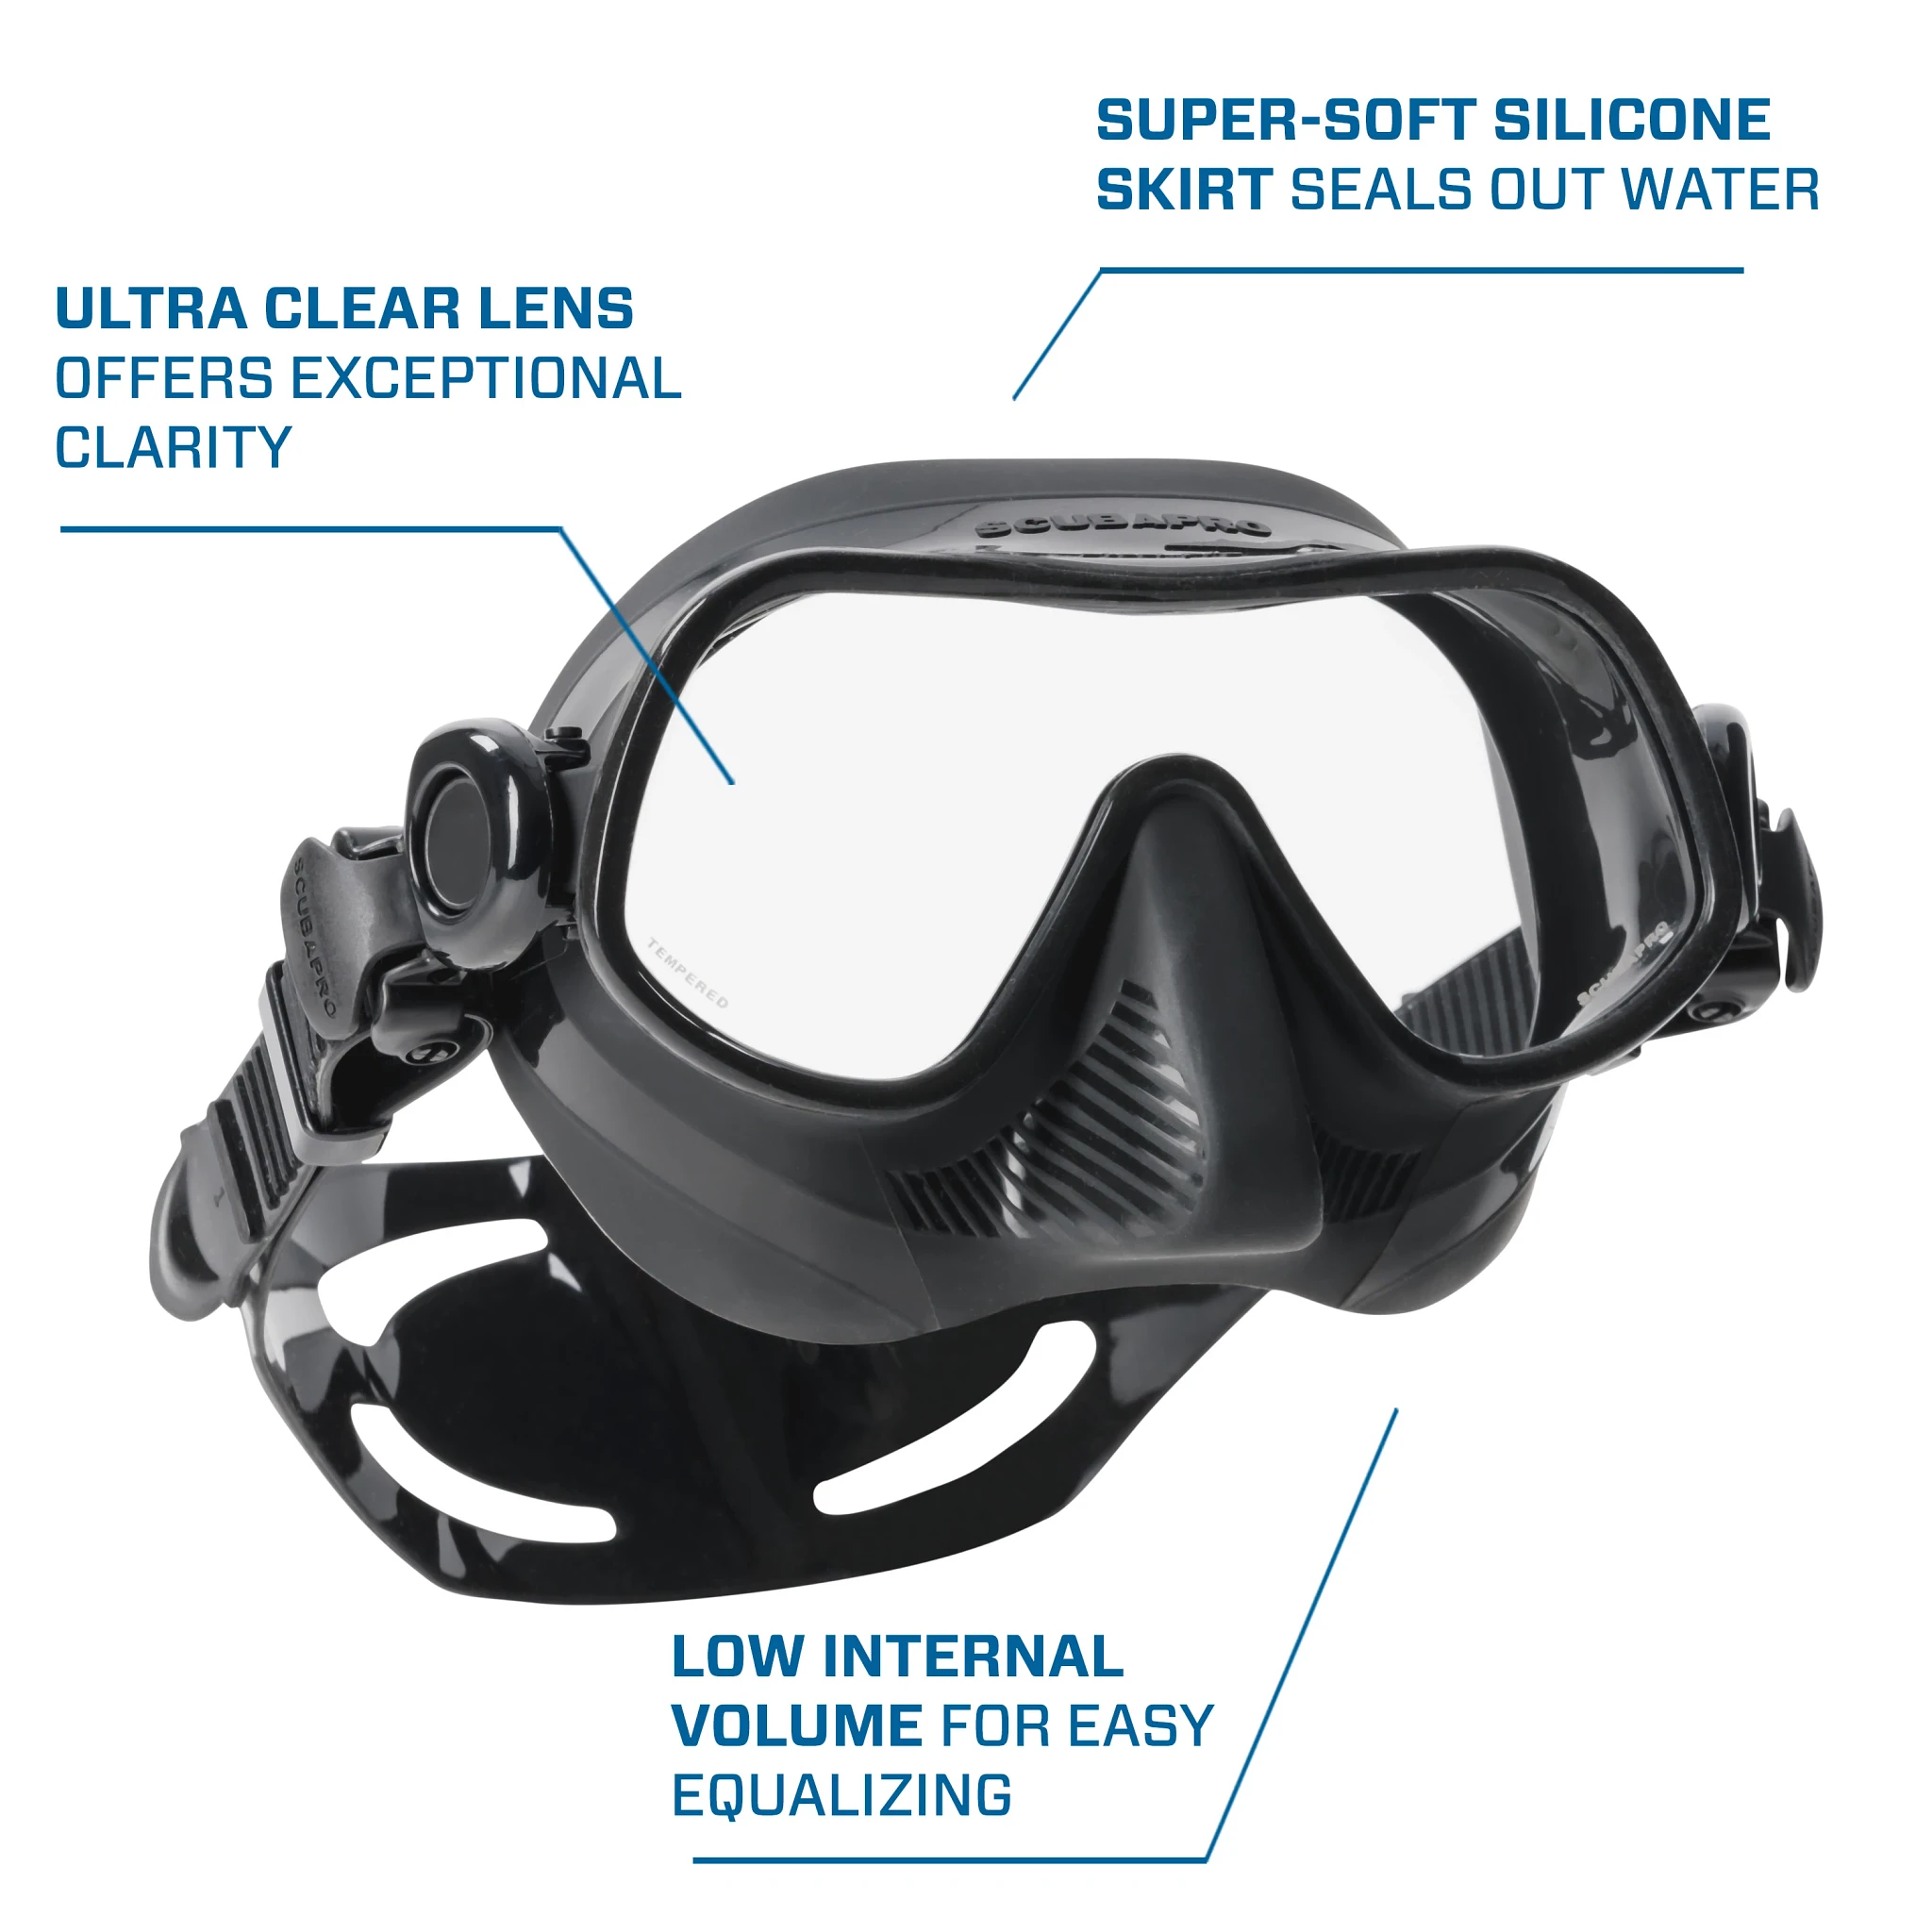 SUPER-SOFT SILICONE
SKIRT SEALS OUT WATER
ULTRA CLEAR LENS
OFFERS EXCEPTIONAL
CLARITY
SCUBAPRO
SCUBAPRO
TEMPERED
LOW INTERNAL
VOLUME FOR EASY
EQUALIZING